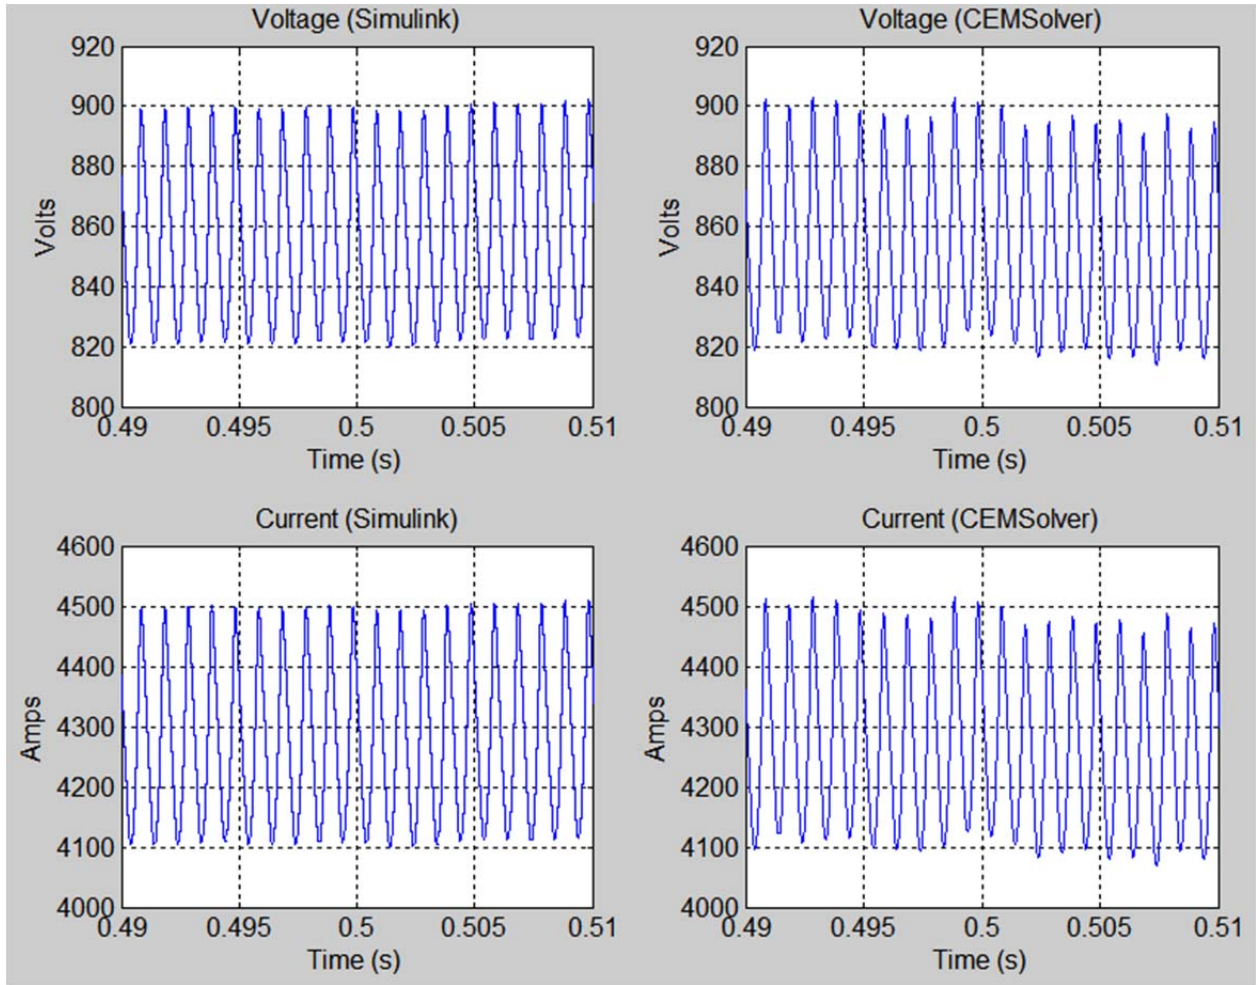 Voltage (Simulink)
920
900
880
860
840
820
800
Volts
0.49 0.495 0.5 0.505 0.51
Time (s)
Voltage (CEMSolver)
920
900
880
860
840
820
800
Volts
0.49 0.495 0.5 0.505 0.51
Time (s)
Current (Simulink)
4600
4500
4400
4300
4200
4100
4000
Amps
0.49 0.495 0.5 0.505 0.51
Time (s)
Current (CEMSolver)
4600
4500
4400
4300
4200
4100
4000
Amps
0.49 0.495 0.5 0.505 0.51
Time (s)